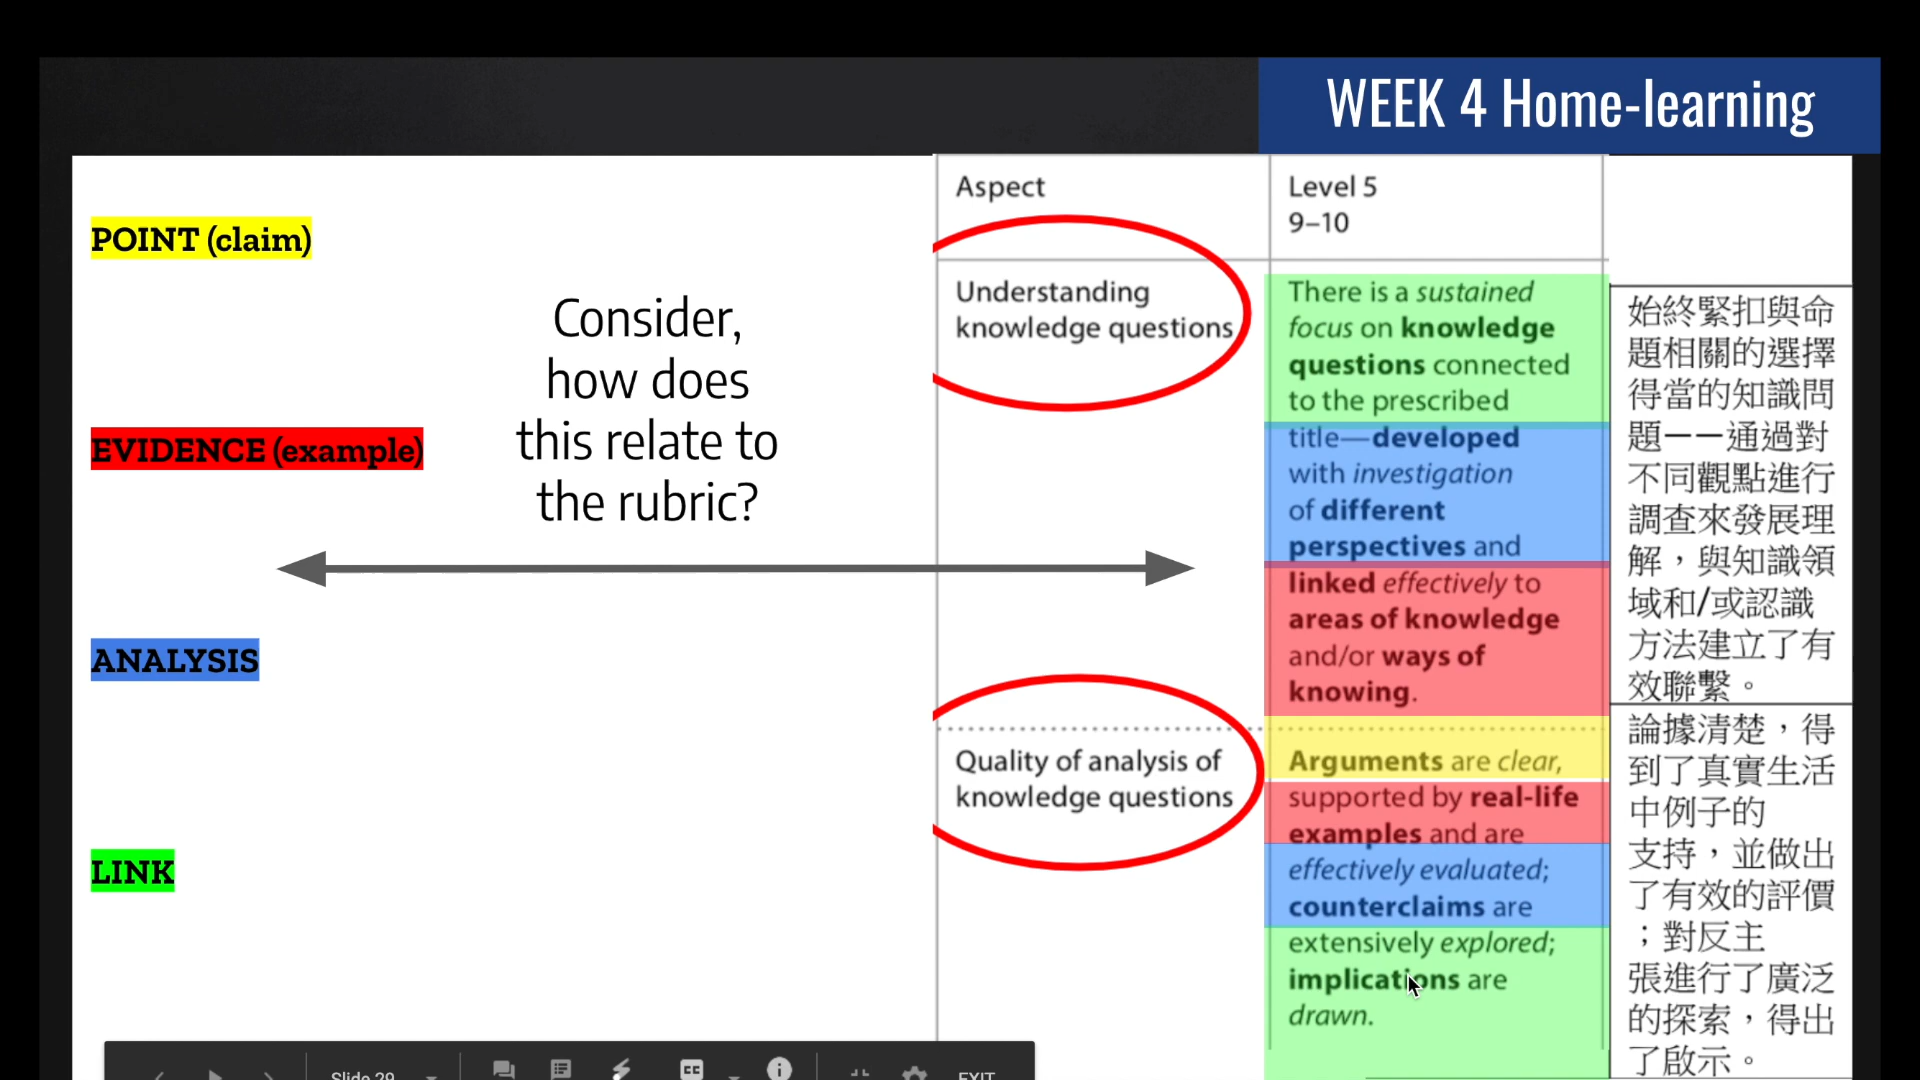 WEEK 4 Home-learning
POINT (claim)
EVIDENCE (example)
ANALYSIS
LINK
Consider,
how does
this relate to
the rubric?
Aspect
Level 5
9–10
Understanding
knowledge questions
There is a sustained
focus on knowledge
questions connected
to the prescribed
title—developed
with investigation
of different
perspectives and
linked effectively to
areas of knowledge
and/or ways of
knowing.
始終緊扣與命
題相關的選擇
得當的知識問
題——通過對
不同觀點進行
調查來發展理
解，與知識領
域和/或認識
方法建立了有
效聯繫。
Quality of analysis of
knowledge questions
Arguments are clear,
supported by real-life
examples and are
effectively evaluated;
counterclaims are
extensively explored;
implications are
drawn.
論據清楚，得
到了真實生活
中例子的
支持，並做出
了有效的評價
；對反主
張進行了廣泛
的探索，得出
了啟示。
Slide 29
CC
EXIT